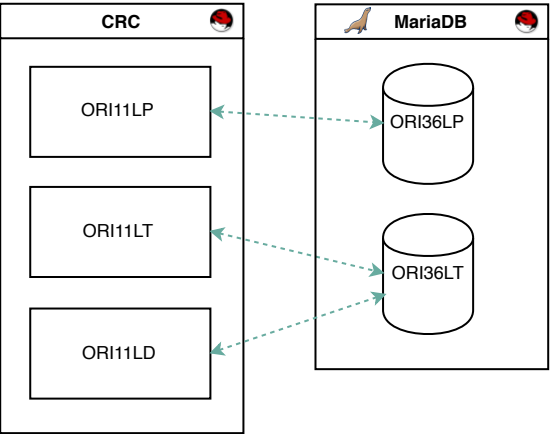 CRC
ORI11LP
ORI11LT
ORI11LD
MariaDB
ORI36LP
ORI36LT